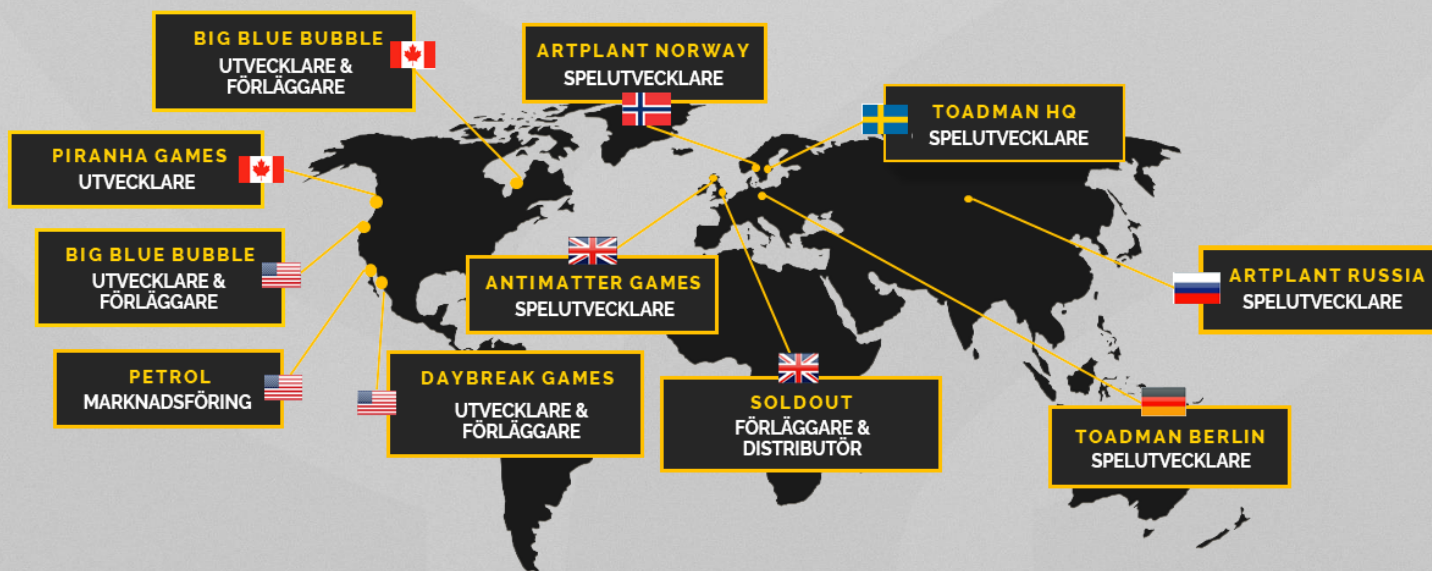 BIG BLUE BUBBLE
UTVECKLARE &
FÖRLÄGGARE
ARTPLANT NORWAY
SPELUTVECKLARE
TOADMAN HQ
SPELUTVECKLARE
PIRANHA GAMES
UTVECKLARE
BIG BLUE BUBBLE
UTVECKLARE &
FÖRLÄGGARE
ANTIMATTER GAMES
SPELUTVECKLARE
ARTPLANT RUSSIA
SPELUTVECKLARE
PETROL
MARKNADSFÖRING
DAYBREAK GAMES
UTVECKLARE &
FÖRLÄGGARE
SOLDOUT
FÖRLÄGGARE &
DISTRIBUTÖR
TOADMAN BERLIN
SPELUTVECKLARE